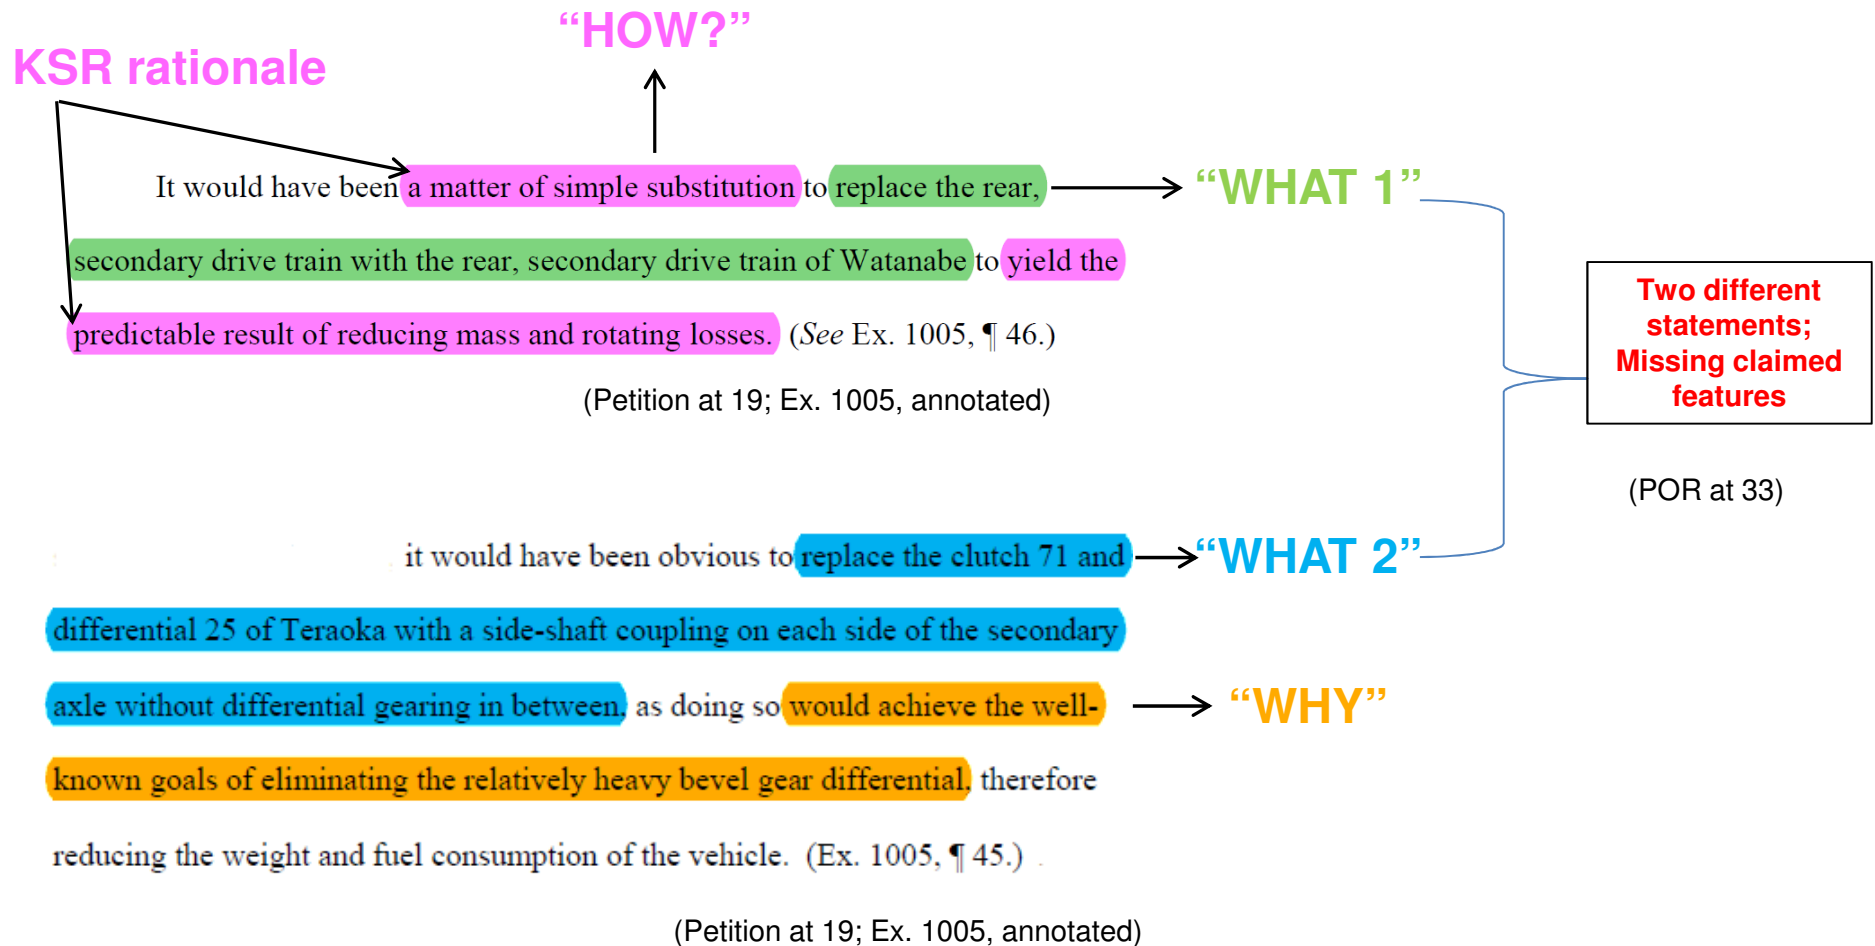 “HOW?”
KSR rationale
It would have been a matter of simple substitution to replace the rear,
“WHAT 1”
secondary drive train with the rear, secondary drive train of Watanabe to yield the
predictable result of reducing mass and rotating losses. (See Ex. 1005, ¶ 46.)
(Petition at 19; Ex. 1005, annotated)
Two different
statements;
Missing claimed
features
(POR at 33)
it would have been obvious to replace the clutch 71 and
“WHAT 2”
differential 25 of Teraoka with a side-shaft coupling on each side of the secondary
axle without differential gearing in between, as doing so would achieve the well-
“WHY”
known goals of eliminating the relatively heavy bevel gear differential, therefore
reducing the weight and fuel consumption of the vehicle. (Ex. 1005, ¶ 45.)
(Petition at 19; Ex. 1005, annotated)